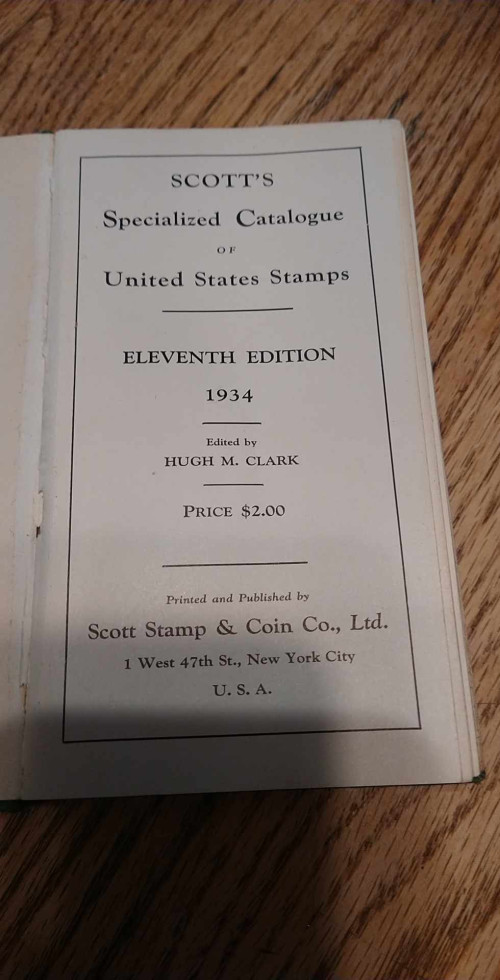 SCOTT'S
Specialized Catalogue
OF
United States Stamps
ELEVENTH EDITION
1934
Edited by
HUGH M. CLARK
PRICE $2.00
Printed and Published by
Scott Stamp & Coin Co., Ltd.
1 West 47th St., New York City
U. S. A.